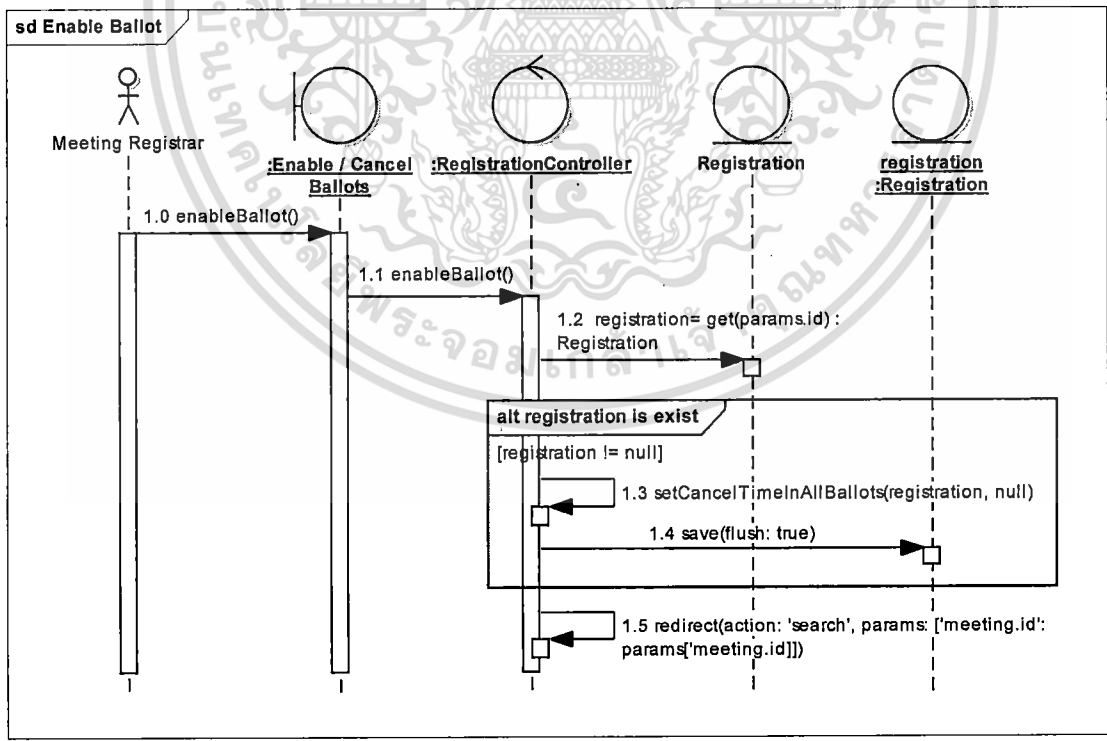 sd Enable Ballot
Meeting Registrar
:Enable / Cancel
Ballots
:RegistrationController
Registration
registration
:Registration
1.0 enableBallot()
1.1 enableBallot()
1.2 registration= get(params.id) :
Registration
alt registration is exist
[registration != null]
1.3 setCancelTimeInAllBallots(registration, null)
1.4 save(flush: true)
1.5 redirect(action: 'search', params: ['meeting.id':
params['meeting.id]])